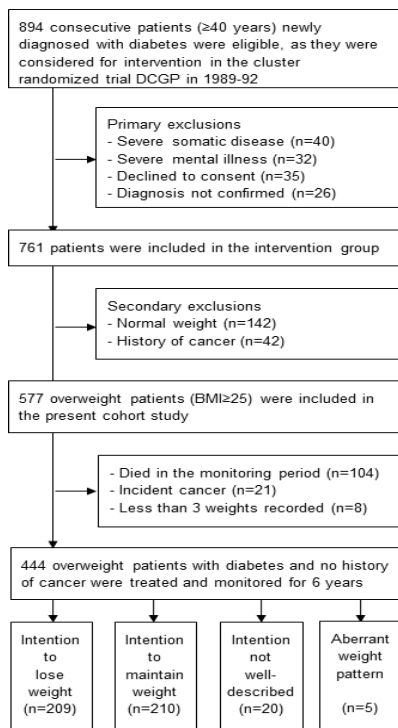 894 consecutive patients (≥40 years) newly
diagnosed with diabetes were eligible, as they were
considered for intervention in the cluster
randomized trial DCGP in 1989-92
Primary exclusions
- Severe somatic disease (n=40)
- Severe mental illness (n=32)
- Declined to consent (n=35)
- Diagnosis not confirmed (n=26)
761 patients were included in the intervention group
Secondary exclusions
- Normal weight (n=142)
- History of cancer (n=42)
577 overweight patients (BMI≥25) were included in
the present cohort study
- Died in the monitoring period (n=104)
- Incident cancer (n=21)
- Less than 3 weights recorded (n=8)
444 overweight patients with diabetes and no history
of cancer were treated and monitored for 6 years
Intention
to
lose
weight
(n=209)
Intention
to
maintain
weight
(n=210)
Intention
not
well-
described
(n=20)
Aberrant
weight
pattern
(n=5)